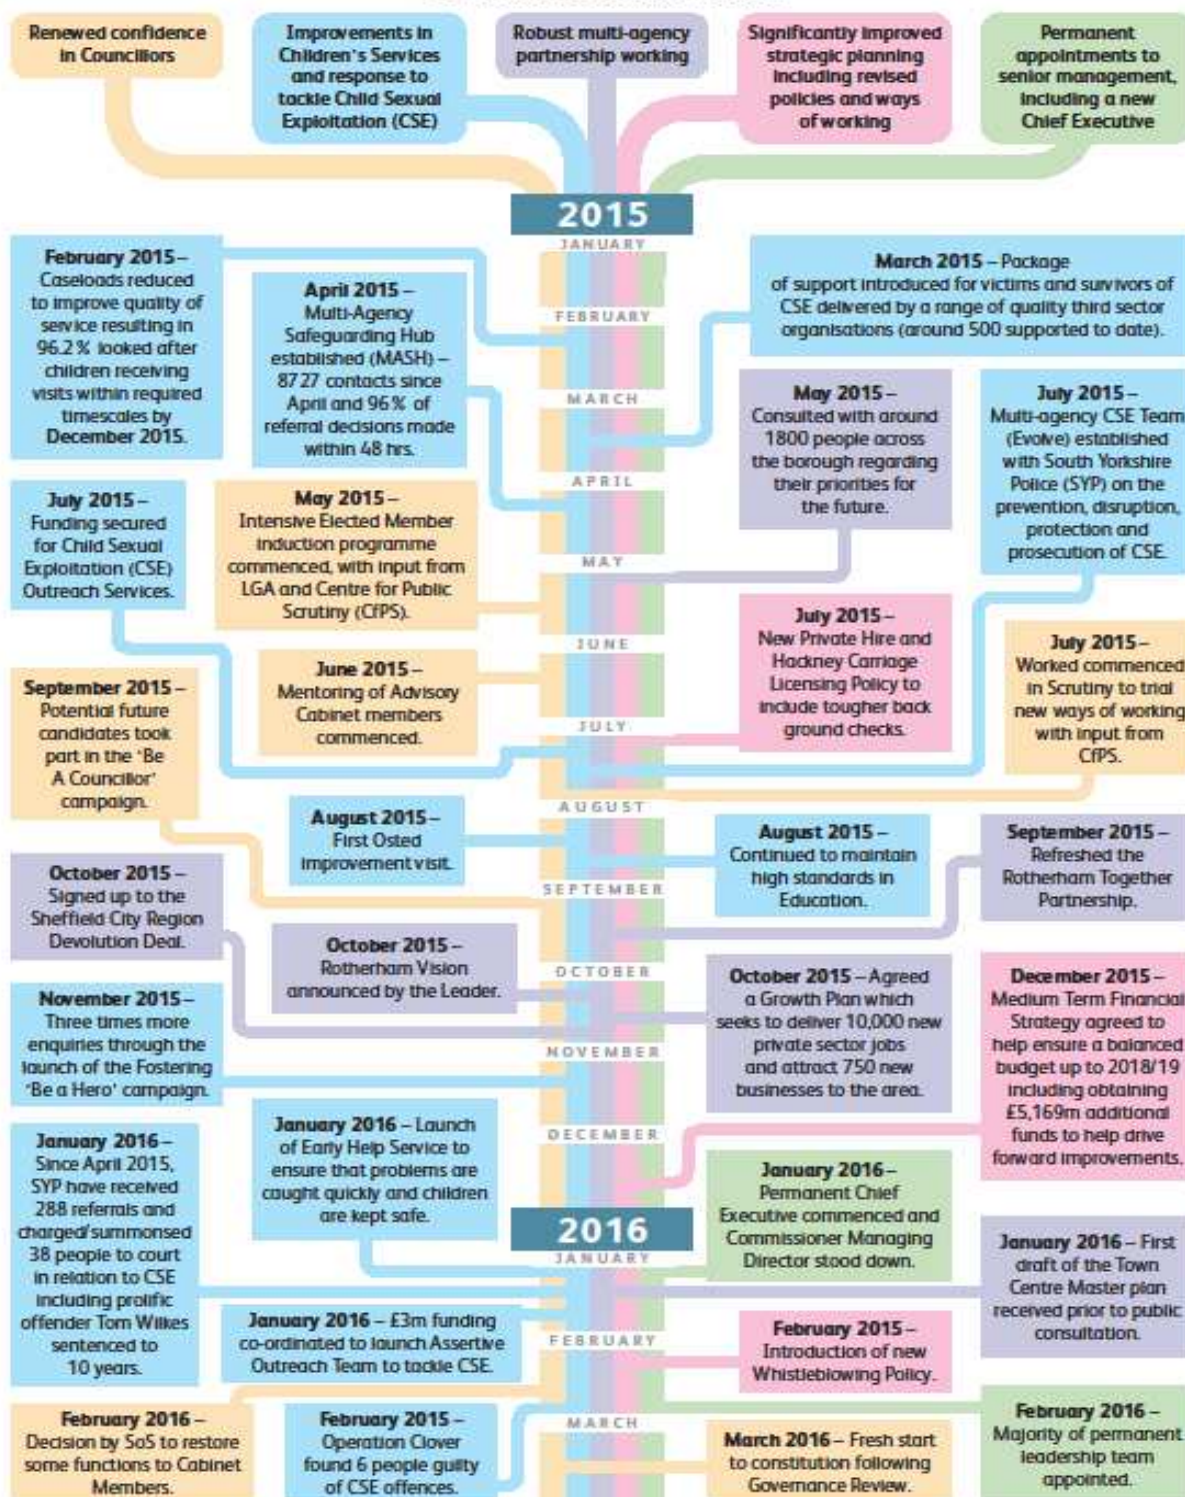 Renewed confidence
in Councillors
Improvements in
Children's Services
and response to
tackle Child Sexual
Exploitation (CSE)
Robust multi-agency
partnership working
Significantly improved
strategic planning
including revised
policies and ways
of working
Permanent
appointments to
senior management,
including a new
Chief Executive
2015
JANUARY
February 2015 –
Caseloads reduced
to improve quality of
service resulting in
96.2% looked after
children receiving
visits within required
timescales by
December 2015.
April 2015 –
Multi-Agency
Safeguarding Hub
established (MASH) –
8727 contacts since
April and 96% of
referral decisions made
within 48 hrs.
March 2015 – Package
of support introduced for victims and survivors of
CSE delivered by a range of quality third sector
organisations (around 500 supported to date).
FEBRUARY
MARCH
May 2015 –
Consulted with around
1800 people across
the borough regarding
their priorities for
the future.
July 2015 –
Multi-agency CSE Team
(Evolve) established
with South Yorkshire
Police (SYP) on the
prevention, disruption,
protection and
prosecution of CSE.
APRIL
July 2015 –
Funding secured
for Child Sexual
Exploitation (CSE)
Outreach Services.
May 2015 –
Intensive Elected Member
induction programme
commenced, with input from
LGA and Centre for Public
Scrutiny (CfPS).
MAY
July 2015 –
New Private Hire and
Hackney Carriage
Licensing Policy to
include tougher back
ground checks.
July 2015 –
Worked commenced
in Scrutiny to trial
new ways of working
with input from
CfPS.
JUNE
September 2015 –
Potential future
candidates took
part in the 'Be
A Councillor'
campaign.
June 2015 –
Mentoring of Advisory
Cabinet members
commenced.
JULY
AUGUST
August 2015 –
First Osted
improvement visit.
August 2015 –
Continued to maintain
high standards in
Education.
September 2015 –
Refreshed the
Rotherham Together
Partnership.
SEPTEMBER
October 2015 –
Signed up to the
Sheffield City Region
Devolution Deal.
October 2015 –
Rotherham Vision
announced by the Leader.
OCTOBER
October 2015 – Agreed
a Growth Plan which
seeks to deliver 10,000 new
private sector jobs
and attract 750 new
businesses to the area.
December 2015 –
Medium Term Financial
Strategy agreed to
help ensure a balanced
budget up to 2018/19
including obtaining
£5,169m additional
funds to help drive
forward improvements.
November 2015 –
Three times more
enquiries through the
launch of the Fostering
'Be a Hero' campaign.
NOVEMBER
DECEMBER
January 2016 –
Since April 2015,
SYP have received
288 referrals and
charged/summonsed
38 people to court
in relation to CSE
including prolific
offender Tom Wilkes
sentenced to
10 years.
January 2016 – Launch
of Early Help Service to
ensure that problems are
caught quickly and children
are kept safe.
January 2016 –
Permanent Chief
Executive commenced and
Commissioner Managing
Director stood down.
2016
JANUARY
January 2016 – First
draft of the Town
Centre Master plan
received prior to public
consultation.
January 2016 – £3m funding
co-ordinated to launch Assertive
Outreach Team to tackle CSE.
FEBRUARY
February 2015 –
Introduction of new
Whistleblowing Policy.
February 2016 –
Decision by SoS to restore
some functions to Cabinet
Members.
February 2015 –
Operation Clover
found 6 people guilty
of CSE offences.
MARCH
March 2016 – Fresh start
to constitution following
Governance Review.
February 2016 –
Majority of permanent
leadership team
appointed.